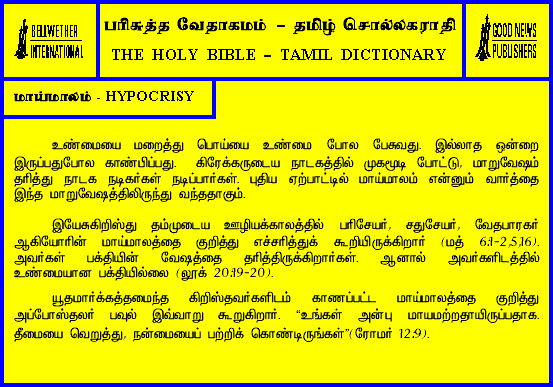 BELLWETHER
INTERNATIONAL
பரிசுத்த வேதாகமம் – தமிழ் சொல்லகராதி
THE HOLY BIBLE – TAMIL DICTIONARY
GOOD NEWS
PUBLISHERS
மாய்மாலம் - HYPOCRISY
உண்மையை மறைத்து பொய்யை உண்மை போல பேசுவது. இல்லாத ஒன்றை
இருப்பதுபோல காண்பிப்பது. கிரேக்கருடைய நாடகத்தில் முகமூடி போட்டு, மாறுவேஷம்
தரித்து நாடக நடிகர்கள் நடிப்பார்கள். புதிய ஏற்பாட்டில் மாய்மாலம் என்னும் வார்த்தை
இந்த மாறுவேஷத்திலிருந்து வந்ததாகும்.
இயேசுகிறிஸ்து தம்முடைய ஊழியக்காலத்தில் பரிசேயர், சதுசேயர், வேதபாரகர்
ஆகியோரின் மாய்மாலத்தை குறித்து எச்சரித்துக் கூறியிருக்கிறார் (மத் 6:1-2,5,16).
அவர்கள் பக்தியின் வேஷத்தை தரித்திருக்கிறார்கள். ஆனால் அவர்களிடத்தில்
உண்மையான பக்தியில்லை (லூக் 20:19-20).
யூதமார்க்கத்தமைந்த கிறிஸ்தவர்களிடம் காணப்பட்ட மாய்மாலத்தை குறித்து
அப்போஸ்தலர் பவுல் இவ்வாறு கூறுகிறார். “உங்கள் அன்பு மாயமற்றதாயிருப்பதாக.
தீமையை வெறுத்து, நன்மையைப் பற்றிக் கொண்டிருங்கள்”(ரோமர் 12:9).